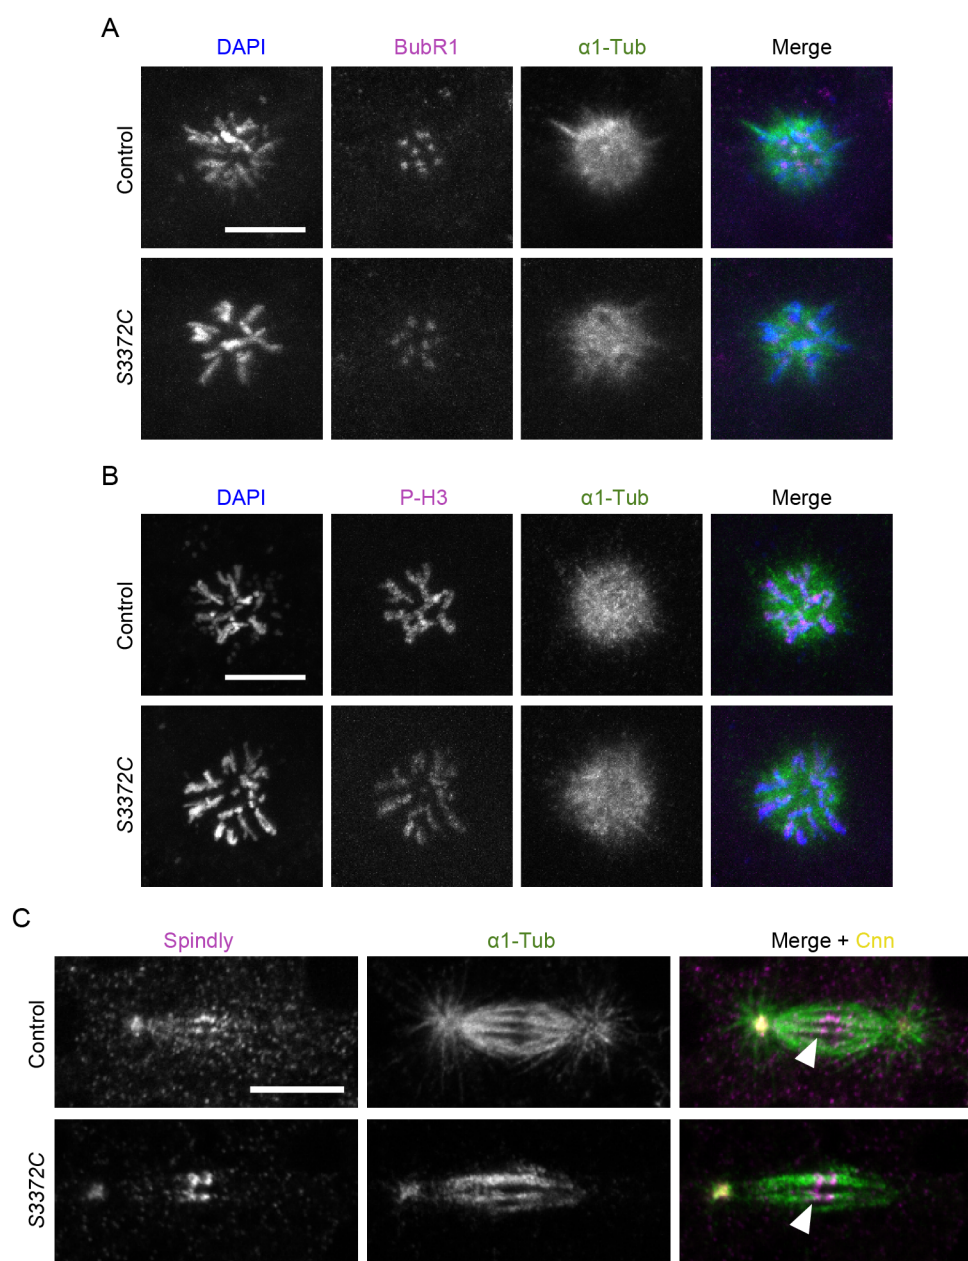 A
DAPI BubR1 α1-Tub Merge
Control
S3372C
B
DAPI P-H3 α1-Tub Merge
Control
S3372C
C
Spindly α1-Tub Merge + Cnn
Control
S3372C